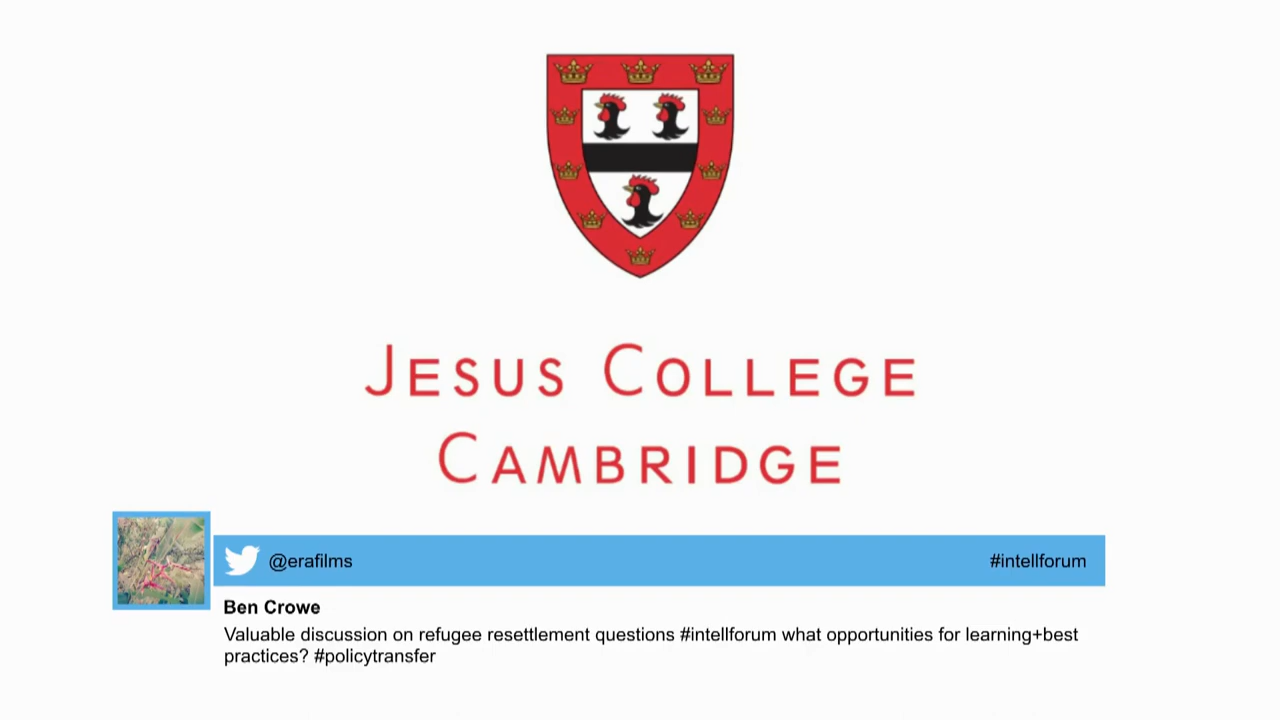 JESUS COLLEGE
CAMBRIDGE
@erafilms #intellforum
Ben Crowe
Valuable discussion on refugee resettlement questions #intellforum what opportunities for learning+best
practices? #policytransfer